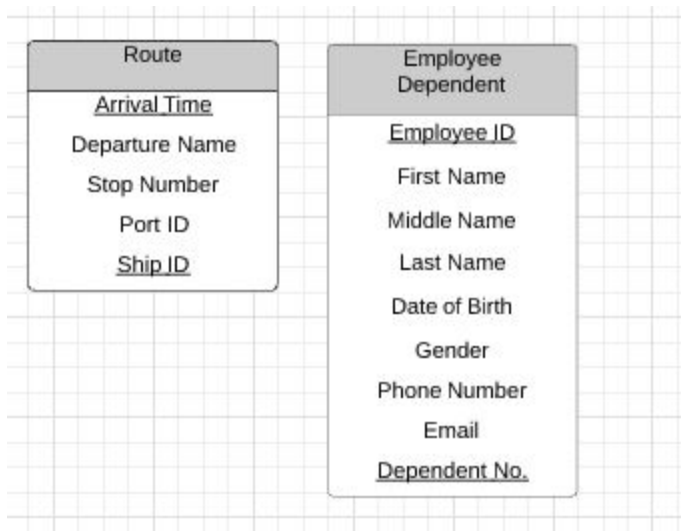 Route
Arrival Time
Departure Name
Stop Number
Port ID
Ship ID
Employee
Dependent
Employee ID
First Name
Middle Name
Last Name
Date of Birth
Gender
Phone Number
Email
Dependent No.